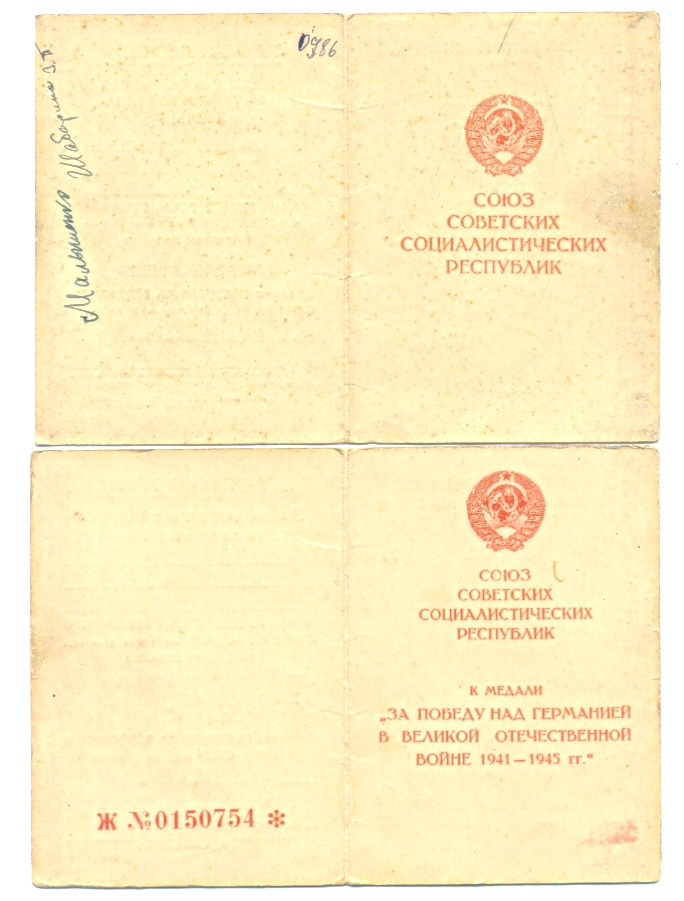 0986
СОЮЗ
СОВЕТСКИХ
СОЦИАЛИСТИЧЕСКИХ
РЕСПУБЛИК
СОЮЗ
СОВЕТСКИХ
СОЦИАЛИСТИЧЕСКИХ
РЕСПУБЛИК
К МЕДАЛИ
„ЗА ПОБЕДУ НАД ГЕРМАНИЕЙ
В ВЕЛИКОЙ ОТЕЧЕСТВЕННОЙ
ВОЙНЕ 1941—1945 гг.“
Ж №0150754 *